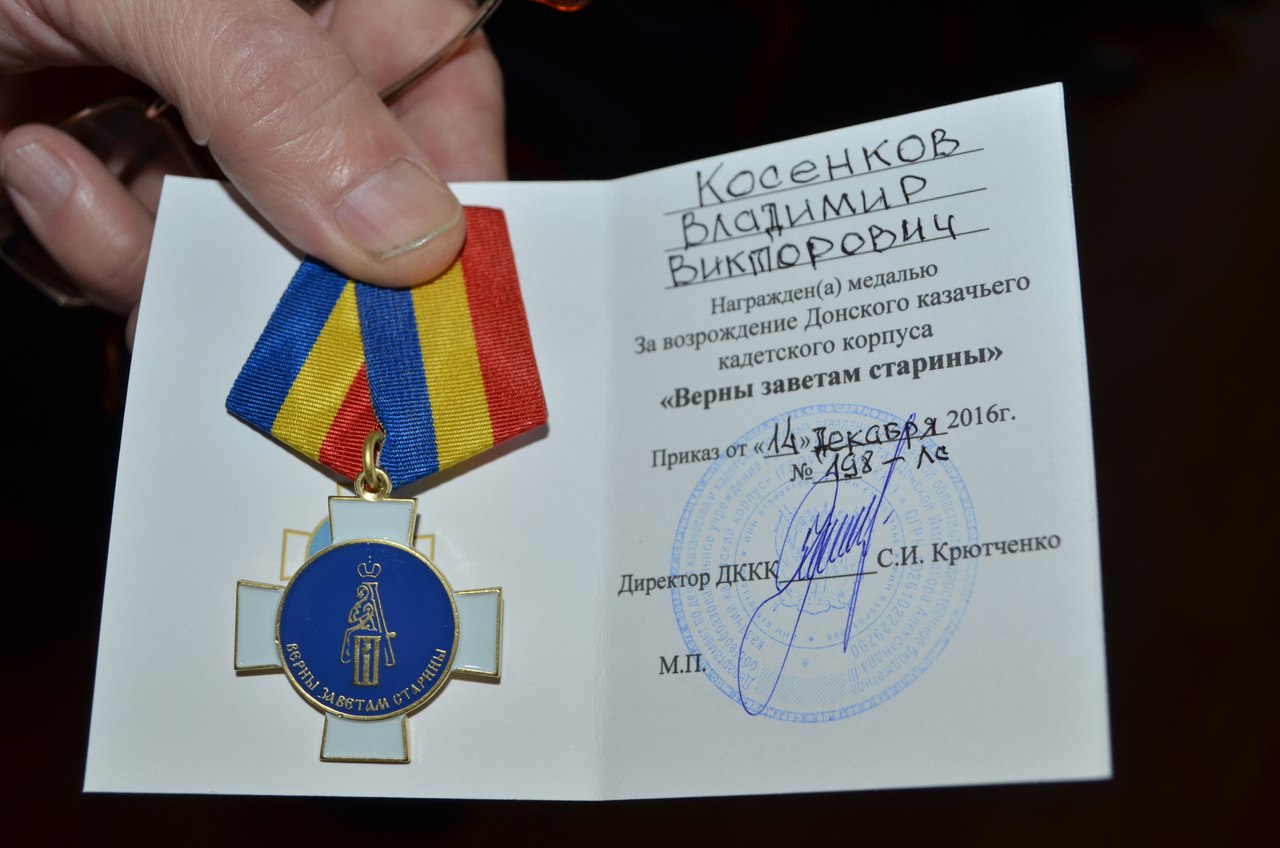 ВЕРНЫ ЗАВЕТАМ СТАРИНЫ
КОСЕНКОВ
ВЛАДИМИР
ВИКТОРОВИЧ
Награжден(а) медалью
За возрождение Донского казачьего
кадетского корпуса
«Верны заветам старины»
Приказ от «14» декабря 2016г.
№ 198-лс
Директор ДККК С.И. Крютченко
М.П.